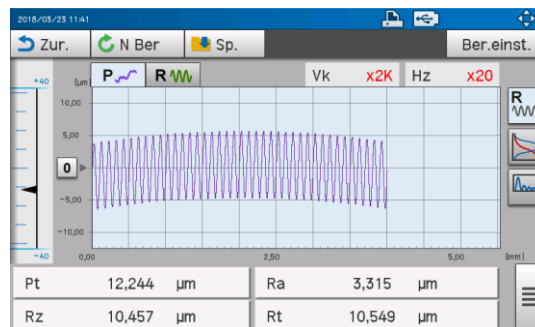 2018/03/23 11:41
Zur. N Ber Sp. Ber.einst.
+40 [µm] P R Vk x2K Hz x20
10,00
R
5,00
0
-5,00
-10,00
-40 0,00 2,50 5,00 [mm]
Pt 12,244 µm Ra 3,315 µm
Rz 10,457 µm Rt 10,549 µm